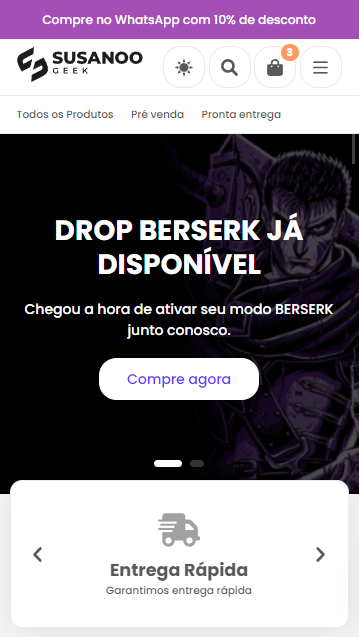 Compre no WhatsApp com 10% de desconto
SUSANOO
GEEK
3
Todos os Produtos Pré venda Pronta entrega
DROP BERSERK JÁ
DISPONÍVEL
Chegou a hora de ativar seu modo BERSERK
junto conosco.
Compre agora
Entrega Rápida
Garantimos entrega rápida